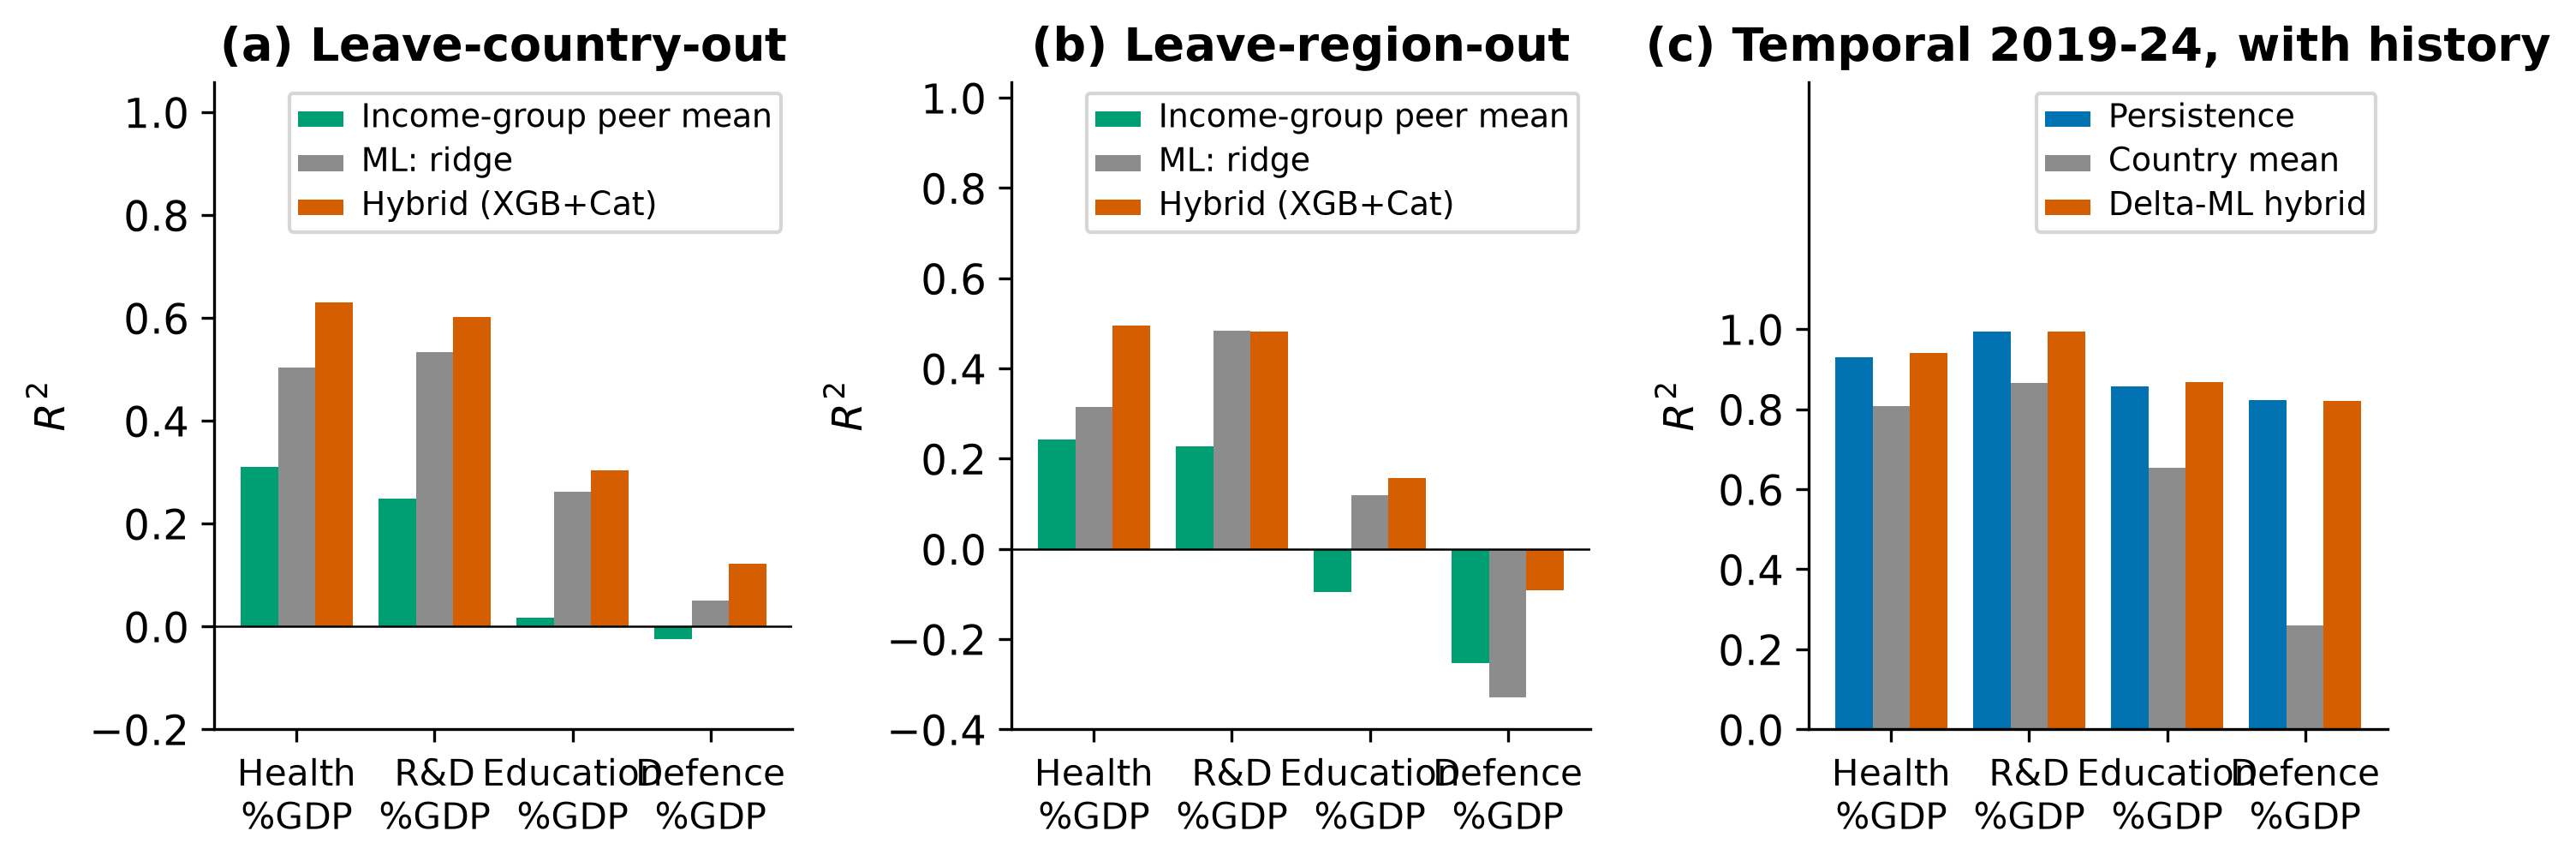 (a) Leave-country-out
1.0
0.8
0.6
0.4
0.2
0.0
−0.2
R²
Income-group peer mean
ML: ridge
Hybrid (XGB+Cat)
Health %GDP
R&D %GDP
Education %GDP
Defence %GDP
(b) Leave-region-out
1.0
0.8
0.6
0.4
0.2
0.0
−0.2
−0.4
R²
Income-group peer mean
ML: ridge
Hybrid (XGB+Cat)
Health %GDP
R&D %GDP
Education %GDP
Defence %GDP
(c) Temporal 2019-24, with history
1.0
0.8
0.6
0.4
0.2
0.0
R²
Persistence
Country mean
Delta-ML hybrid
Health %GDP
R&D %GDP
Education %GDP
Defence %GDP